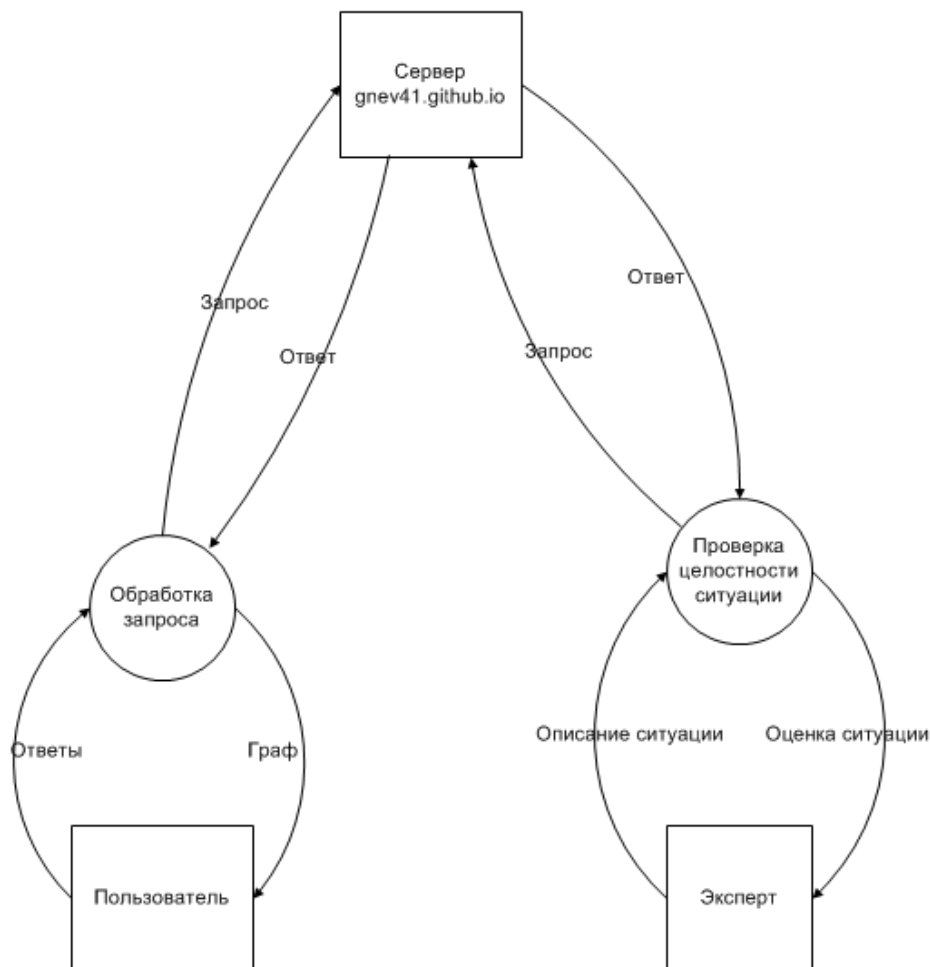 Сервер
gnev41.github.io
Запрос
Ответ
Ответ
Запрос
Обработка
запроса
Проверка
целостности
ситуации
Ответы
Граф
Описание ситуации
Оценка ситуации
Пользователь
Эксперт